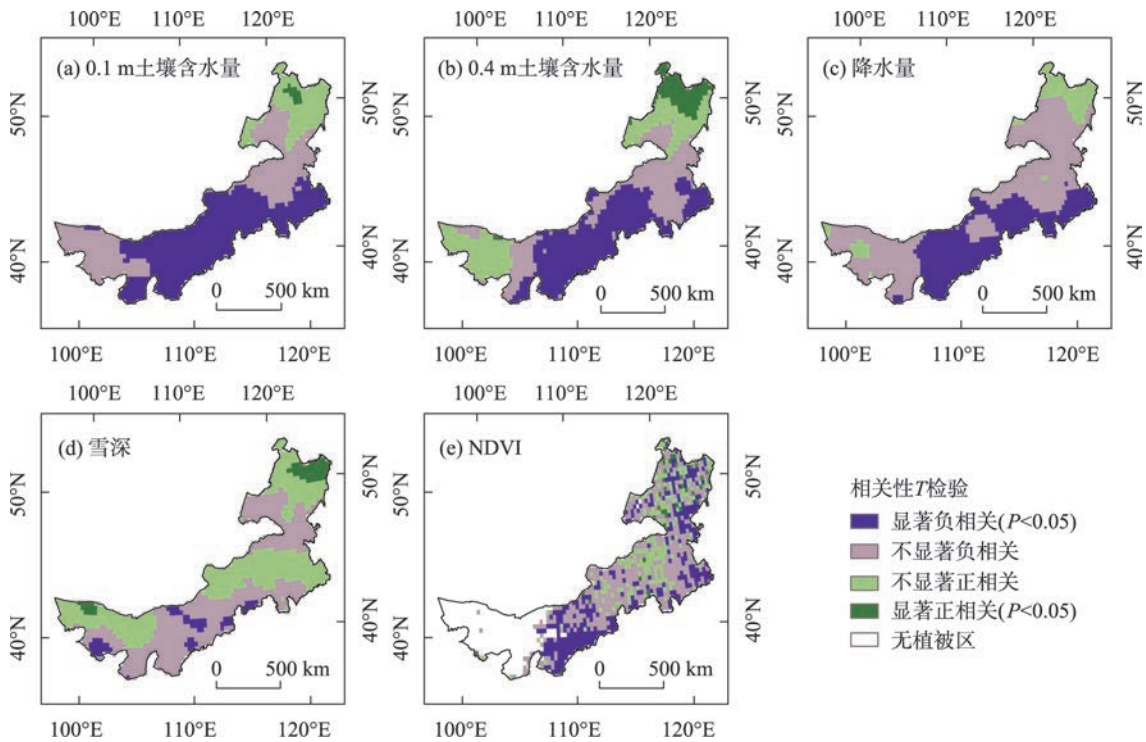 100°E 110°E 120°E 100°E 110°E 120°E 100°E 110°E 120°E
(a) 0.1 m土壤含水量
(b) 0.4 m土壤含水量
(c) 降水量
50°N 50°N 50°N
40°N 40°N 40°N
0 500 km 0 500 km 0 500 km
100°E 110°E 120°E 100°E 110°E 120°E 100°E 110°E 120°E
100°E 110°E 120°E 100°E 110°E 120°E
(d) 雪深
(e) NDVI
50°N 50°N
40°N 40°N
0 500 km 0 500 km
100°E 110°E 120°E 100°E 110°E 120°E
相关性T检验
显著负相关(P<0.05)
不显著负相关
不显著正相关
显著正相关(P<0.05)
无植被区